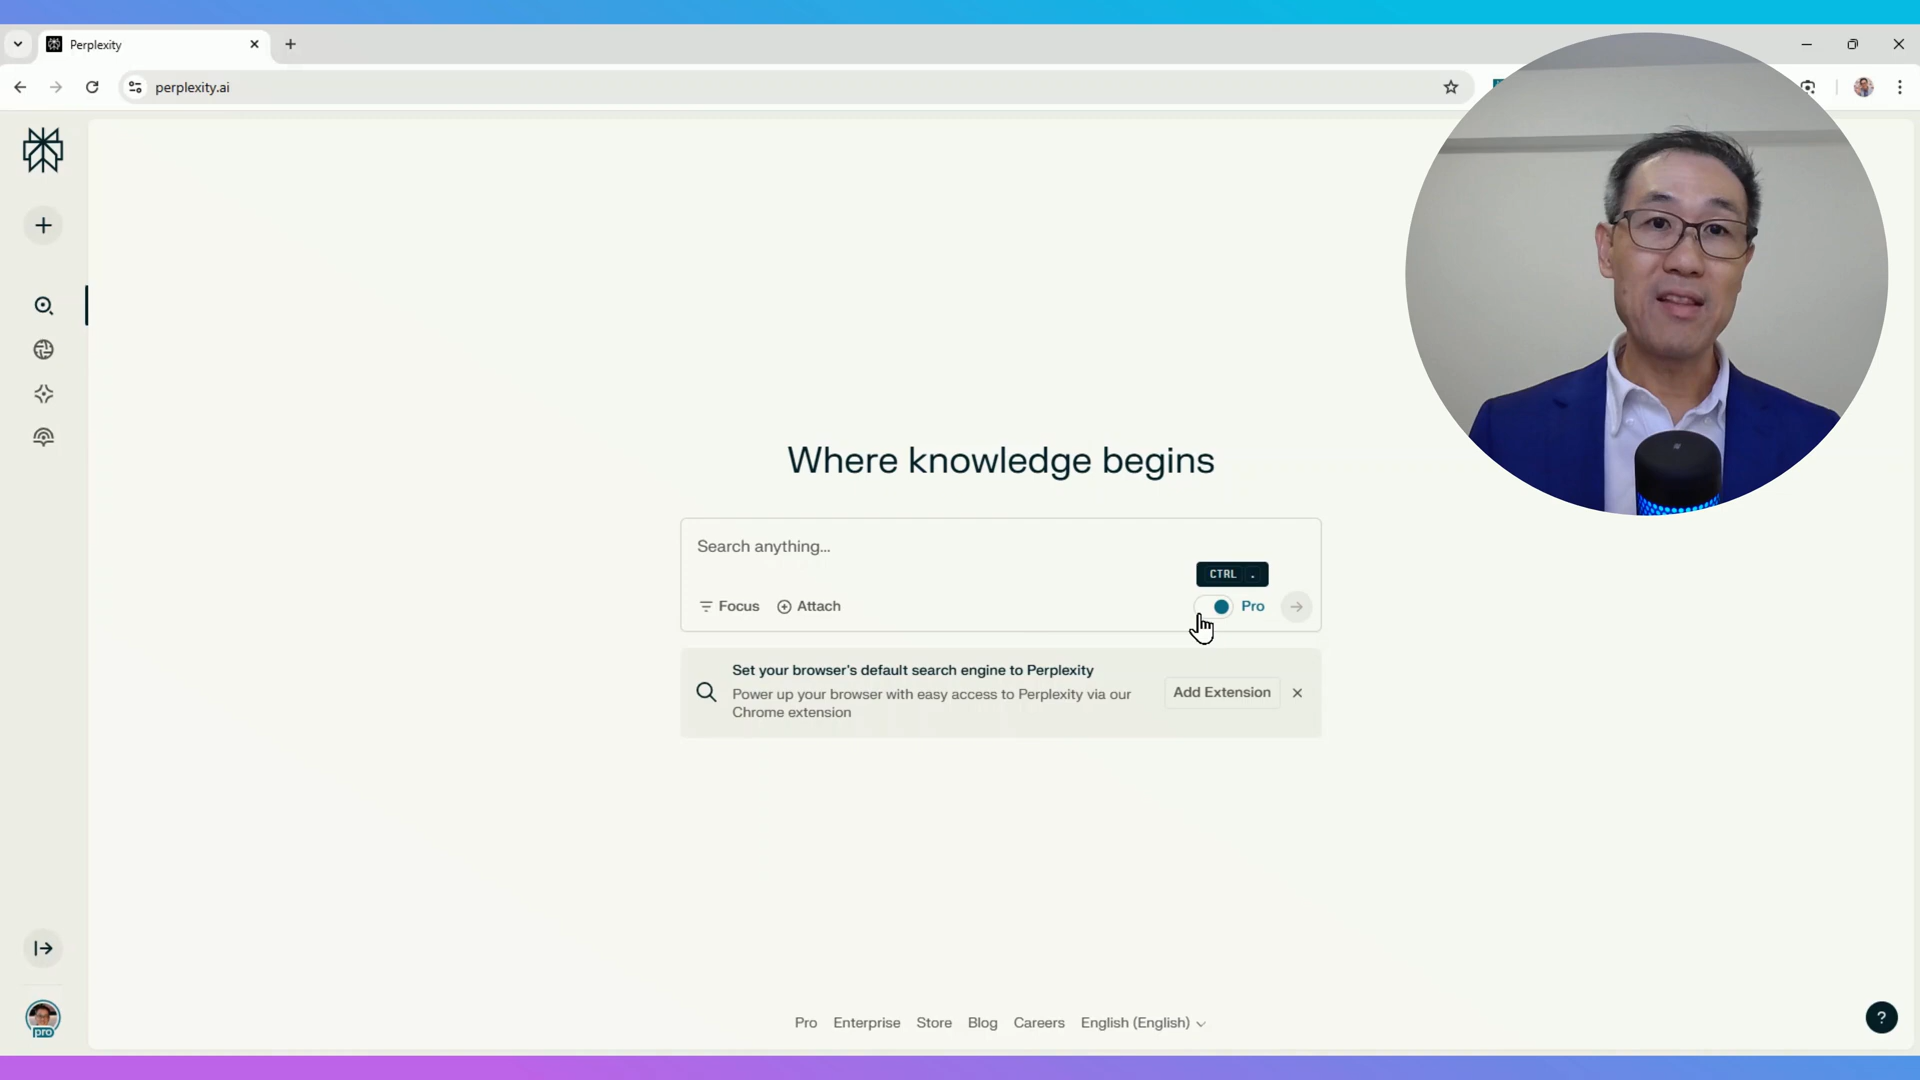 Perplexity
perplexity.ai
Where knowledge begins
Search anything...
CTRL .
Focus
Attach
Pro
Set your browser's default search engine to Perplexity
Power up your browser with easy access to Perplexity via our
Chrome extension
Add Extension
pro
Pro
Enterprise
Store
Blog
Careers
English (English)
?